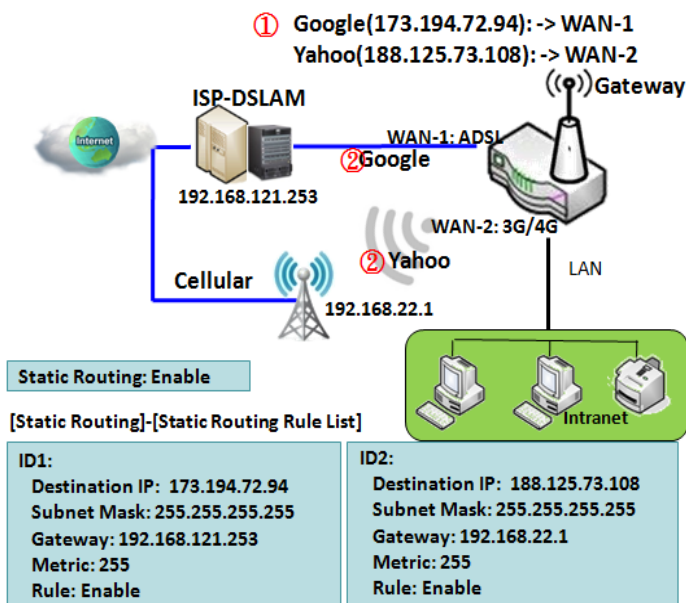 ① Google(173.194.72.94): -> WAN-1
Yahoo(188.125.73.108): -> WAN-2
Gateway
ISP-DSLAM
Internet
WAN-1: ADSL
②Google
192.168.121.253
WAN-2: 3G/4G
② Yahoo
LAN
Cellular
192.168.22.1
Static Routing: Enable
Intranet
[Static Routing]-[Static Routing Rule List]
ID1:
Destination IP: 173.194.72.94
Subnet Mask: 255.255.255.255
Gateway: 192.168.121.253
Metric: 255
Rule: Enable
ID2:
Destination IP: 188.125.73.108
Subnet Mask: 255.255.255.255
Gateway: 192.168.22.1
Metric: 255
Rule: Enable